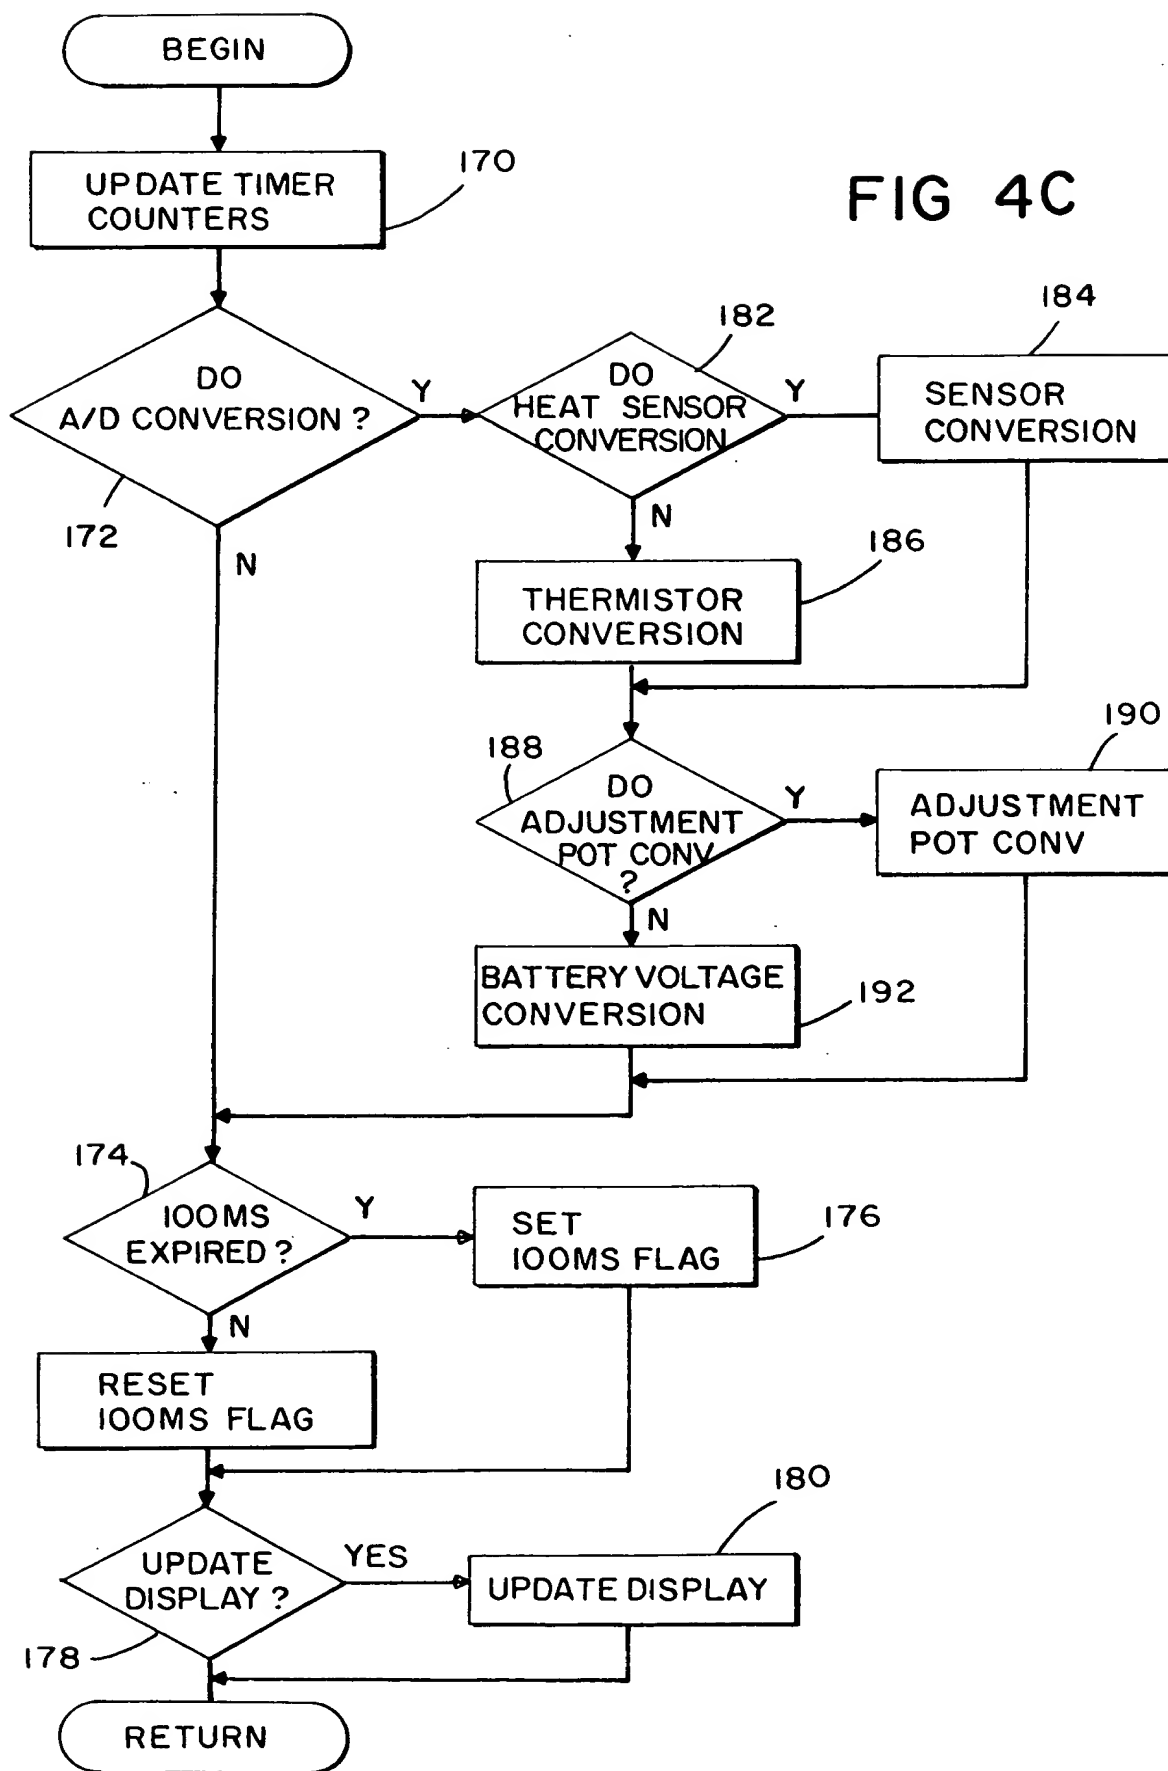 BEGIN
UPDATE TIMER
COUNTERS
170
FIG 4C
DO
A/D CONVERSION ?
172
Y
N
182
DO
HEAT SENSOR
CONVERSION
Y
N
184
SENSOR
CONVERSION
186
THERMISTOR
CONVERSION
188
DO
ADJUSTMENT
POT CONV
?
Y
N
190
ADJUSTMENT
POT CONV
BATTERY VOLTAGE
CONVERSION
192
174
100MS
EXPIRED ?
Y
N
SET
100MS FLAG
176
RESET
100MS FLAG
UPDATE
DISPLAY ?
178
YES
180
UPDATE DISPLAY
RETURN